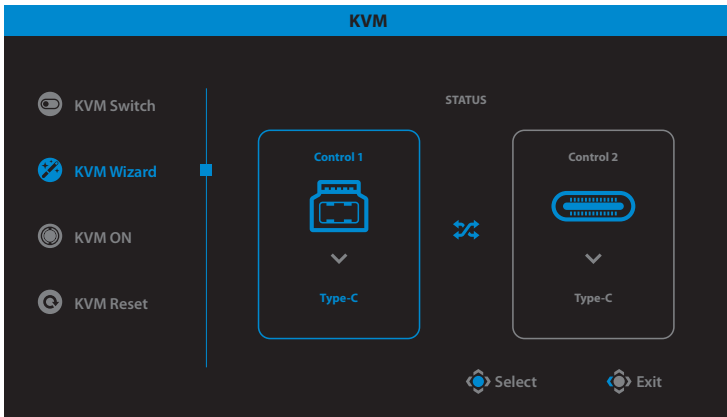 KVM
KVM Switch
KVM Wizard
KVM ON
KVM Reset
STATUS
Control 1
Type-C
Control 2
Type-C
Select
Exit